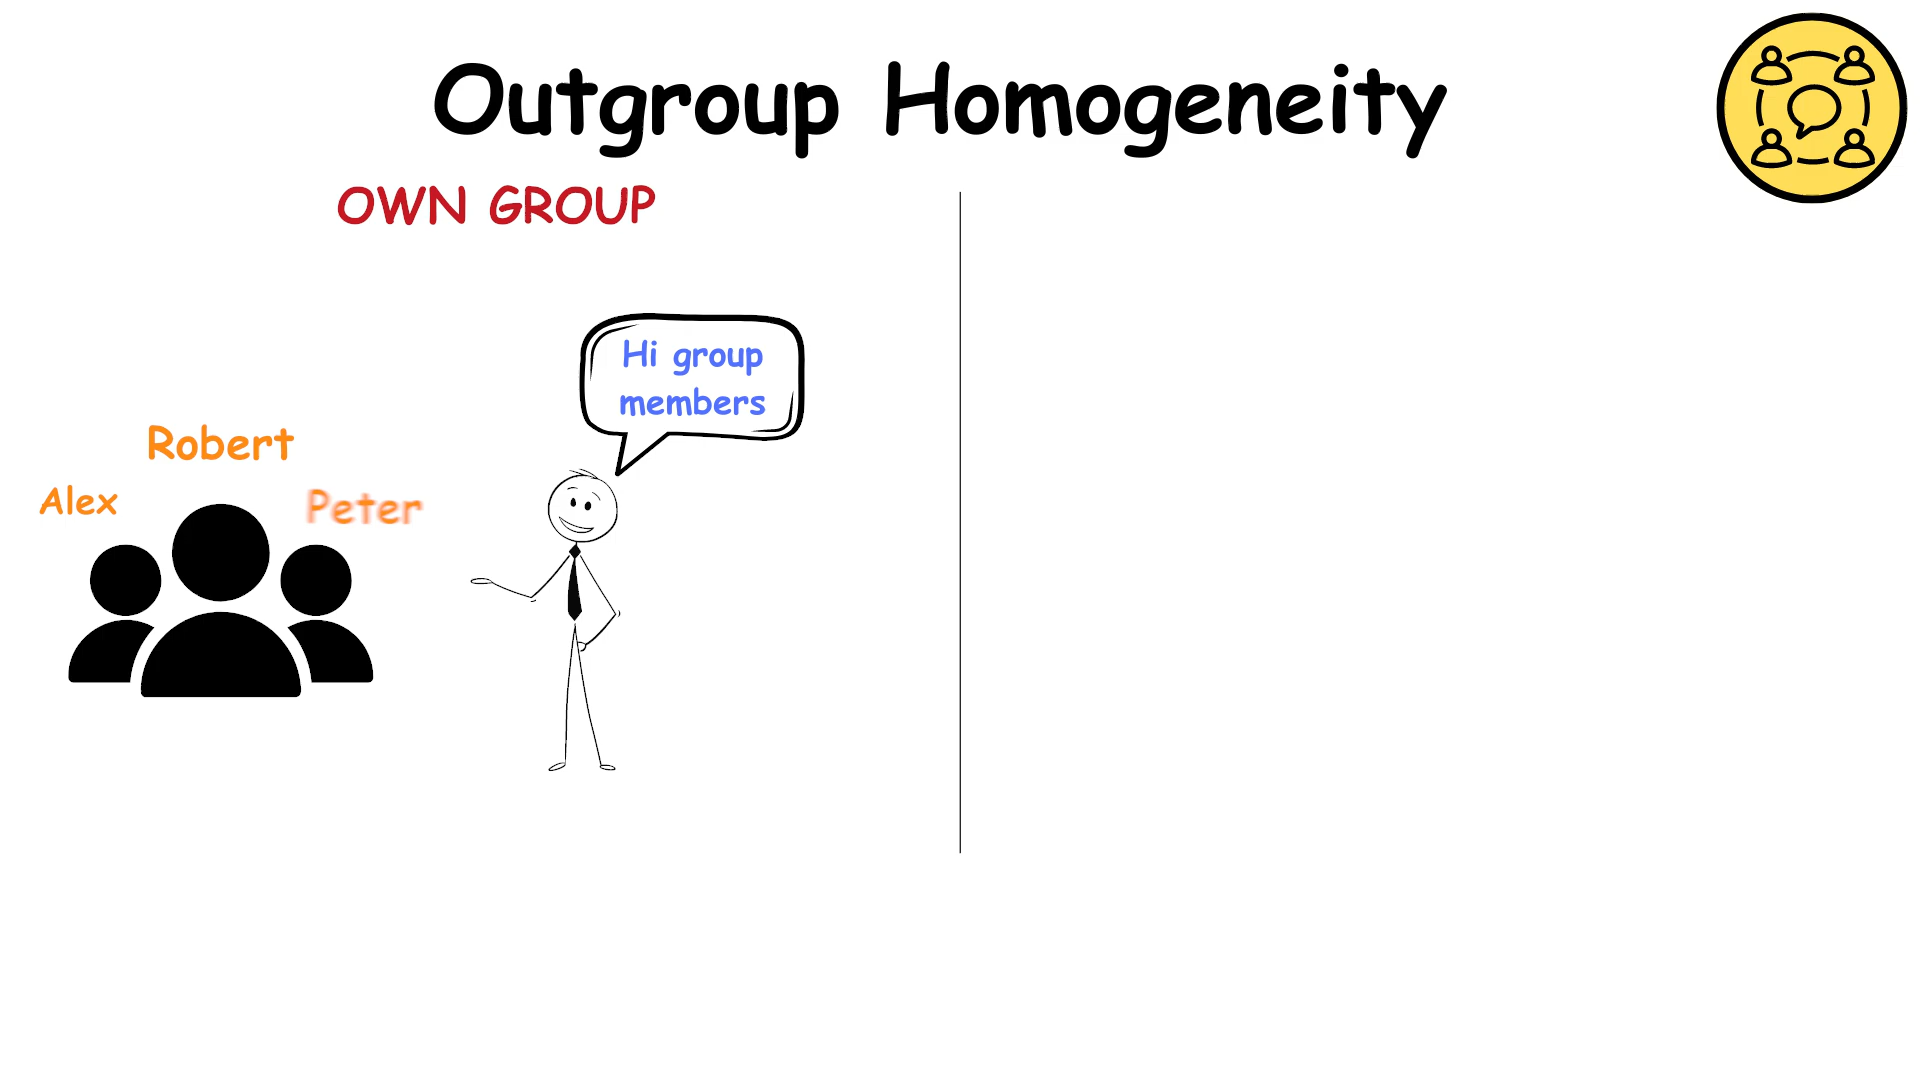 Outgroup Homogeneity
OWN GROUP
Hi group
members
Robert
Alex
Peter